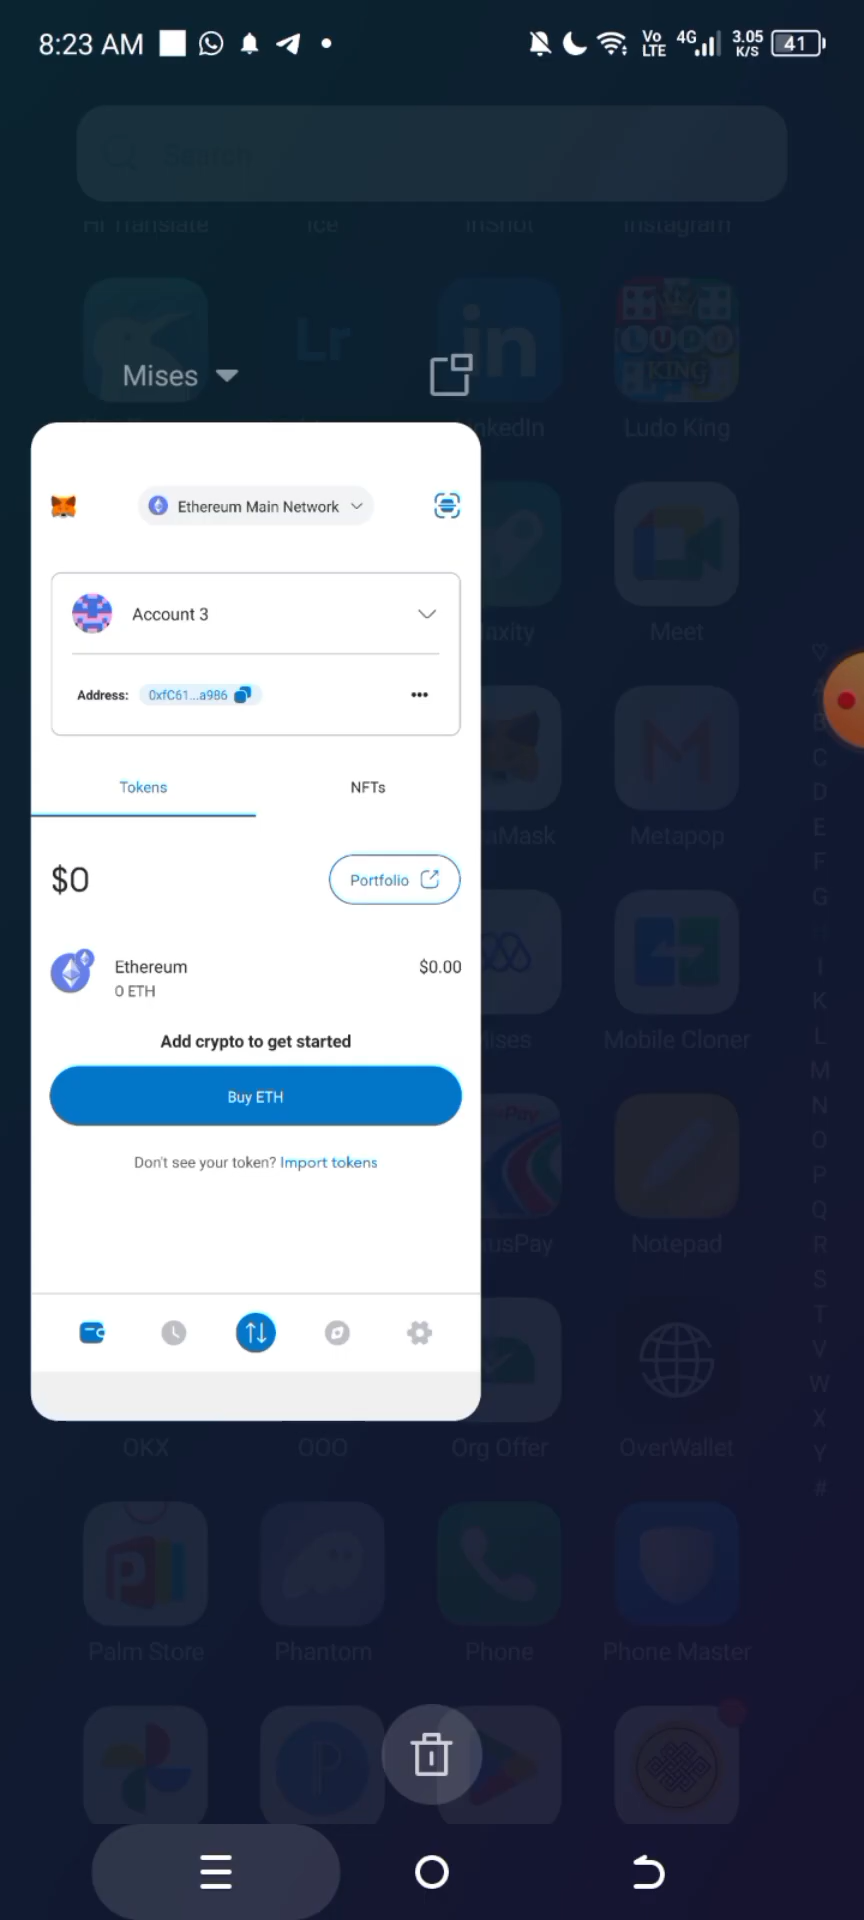 8:23 AM
Vo LTE 4G 3.05 K/S 41
Search
Hi Translate Ice InShot Instagram
Lr in LUDO KING
Mises
LinkedIn Ludo King
Ethereum Main Network
Account 3
Meet
Address: 0xfC61...a986 •••
Tokens NFTs
MetaMask Metapop
$0 Portfolio
Ethereum $0.00
0 ETH
Add crypto to get started
Mises Mobile Cloner
Buy ETH
Don't see your token? Import tokens
Notepad
OKX OOO Org Offer OverWallet
Palm Store Phantom Phone Phone Master
B
C
D
E
F
G
H
I
K
L
M
N
O
P
Q
R
S
T
V
W
X
Y
#